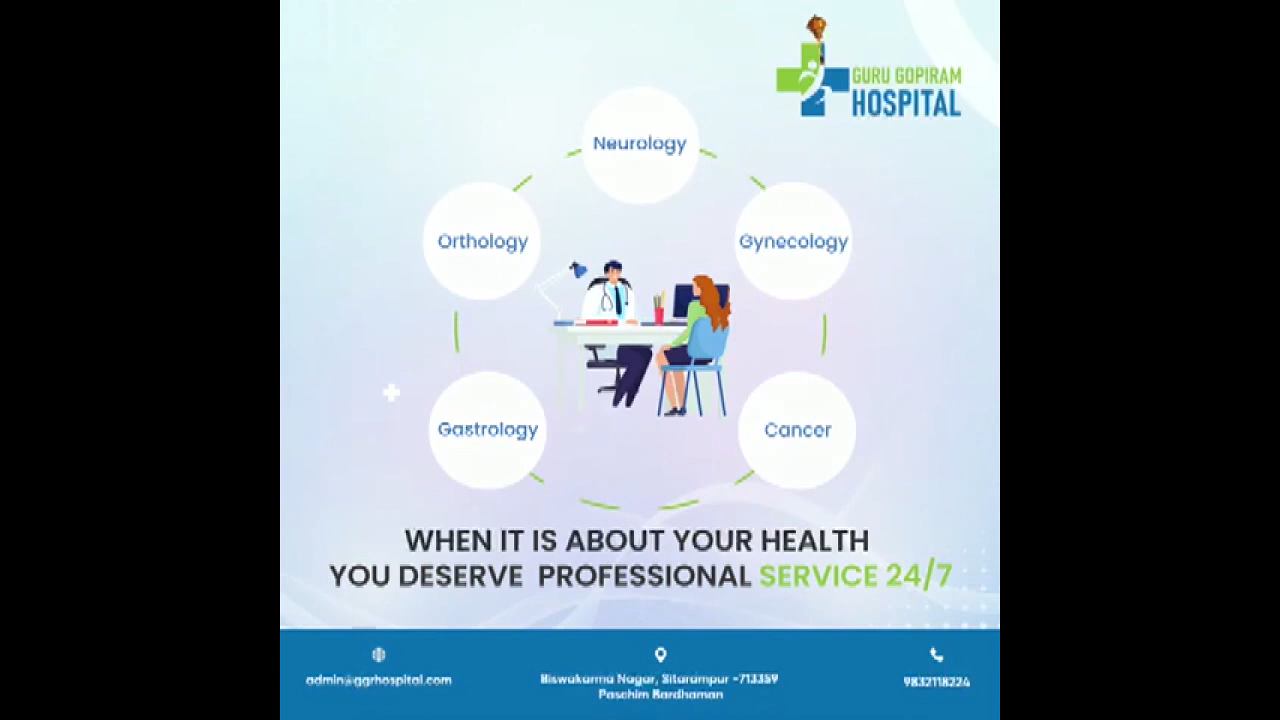 GURU GOPIRAM
HOSPITAL
Neurology
Orthology
Gynecology
Gastrology
Cancer
WHEN IT IS ABOUT YOUR HEALTH
YOU DESERVE PROFESSIONAL SERVICE 24/7
admin@ggrhospital.com
Biswakarma Nagar, Sitarampur -713359
Paschim Bardhaman
9832118224